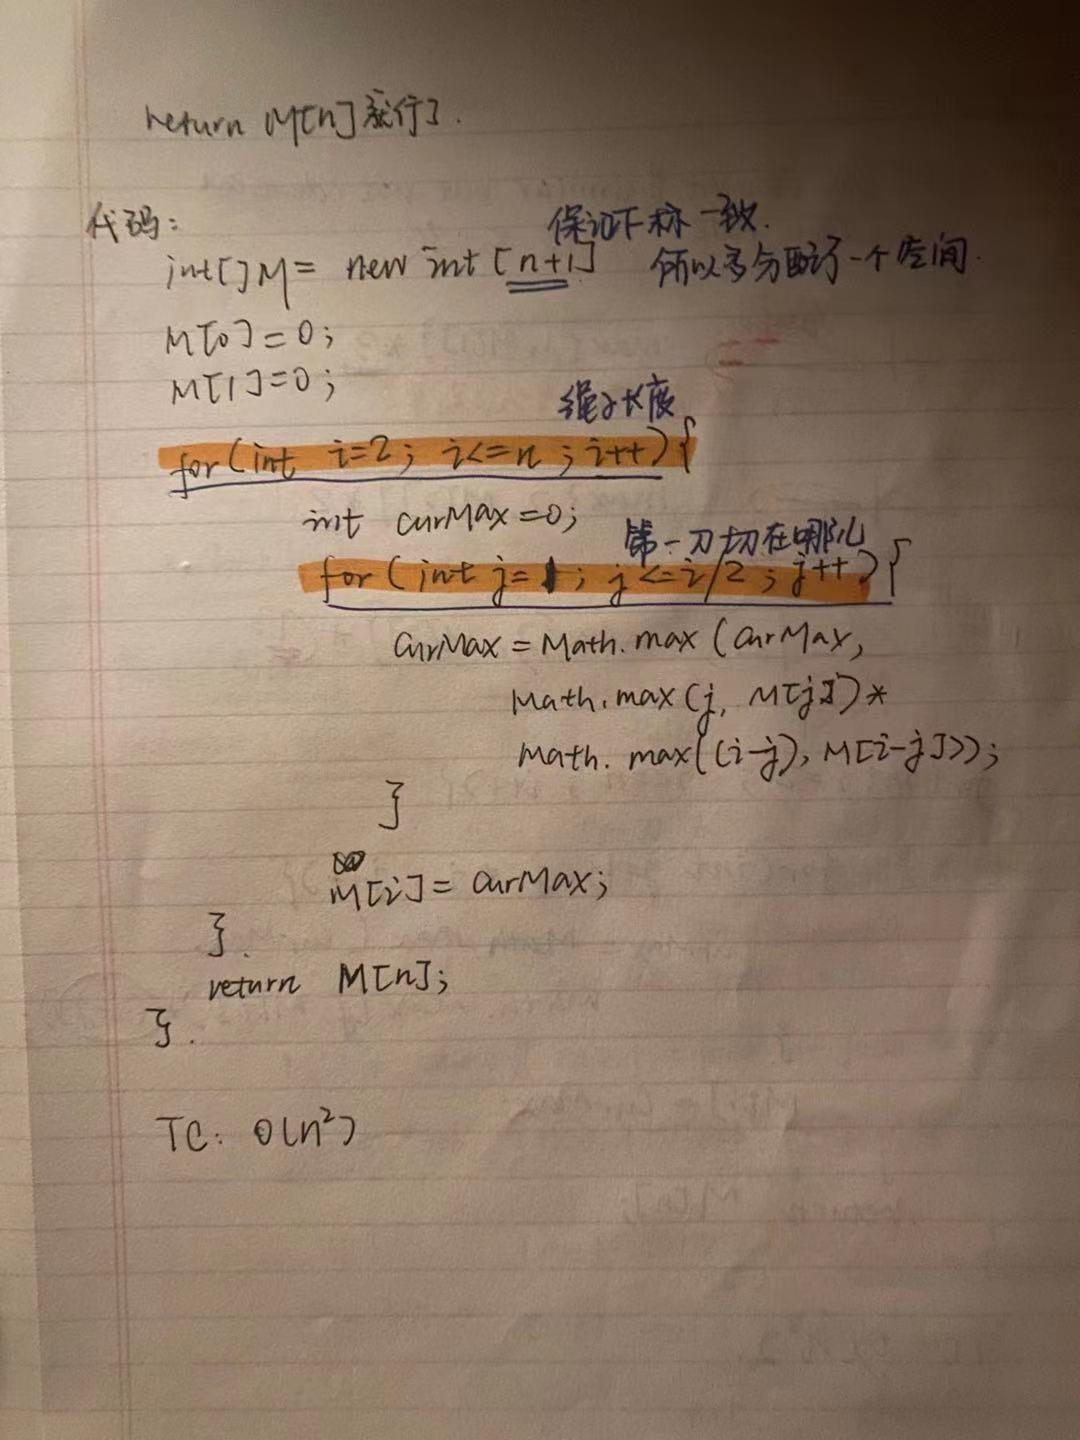 return M[n]就行了.
代码:
保证下标一致.
int[] M = new int [n+1] 所以多分配了一个空间.
M[0]=0;
M[1]=0;
绳子长度
for(int i=2; i<=n; i++){
int curMax=0;
第一刀切在哪儿
for(int j=1; j<=i/2; j++){
curMax = Math.max (curMax,
Math.max(j, M[j])*
Math.max((i-j), M[i-j]));
}
M[i] = curMax;
}.
return M[n];
}.
TC: O(n²)